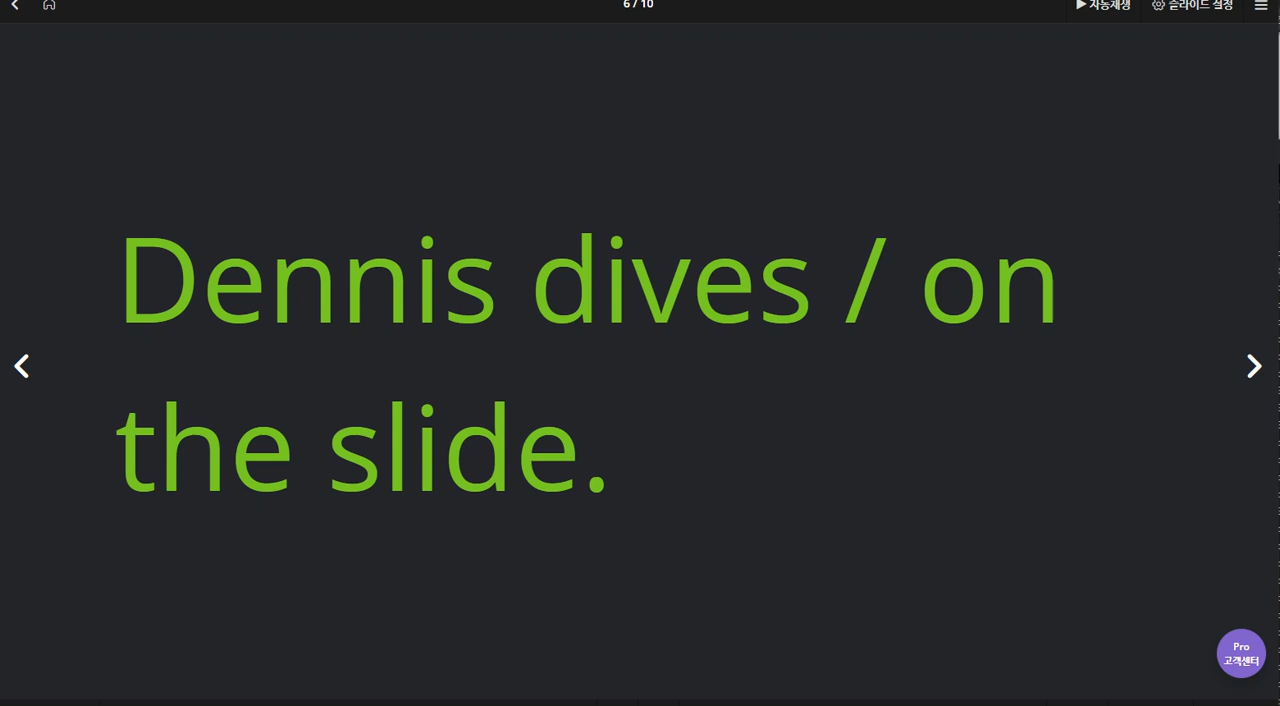 6 / 10
자동재생
슬라이드 설정
Dennis dives / on
the slide.
Pro
고객센터